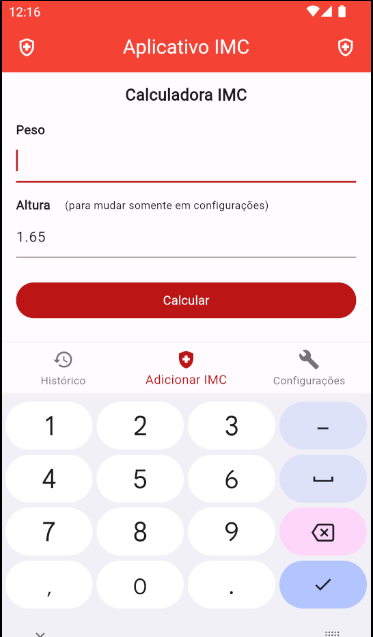 12:16
Aplicativo IMC
Calculadora IMC
Peso
Altura (para mudar somente em configurações)
1.65
Calcular
Histórico Adicionar IMC Configurações
1 2 3 –
4 5 6
7 8 9
, 0 .